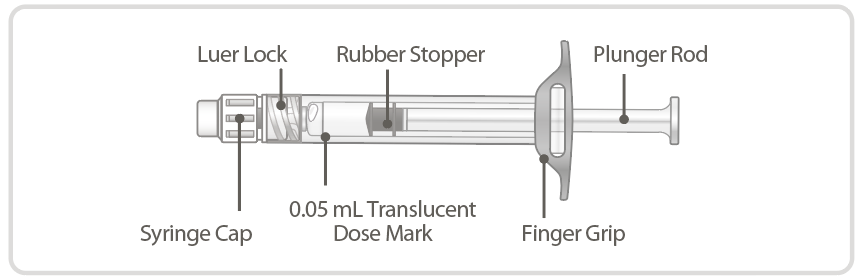 Luer Lock
Rubber Stopper
Plunger Rod
Syringe Cap
0.05 mL Translucent
Dose Mark
Finger Grip